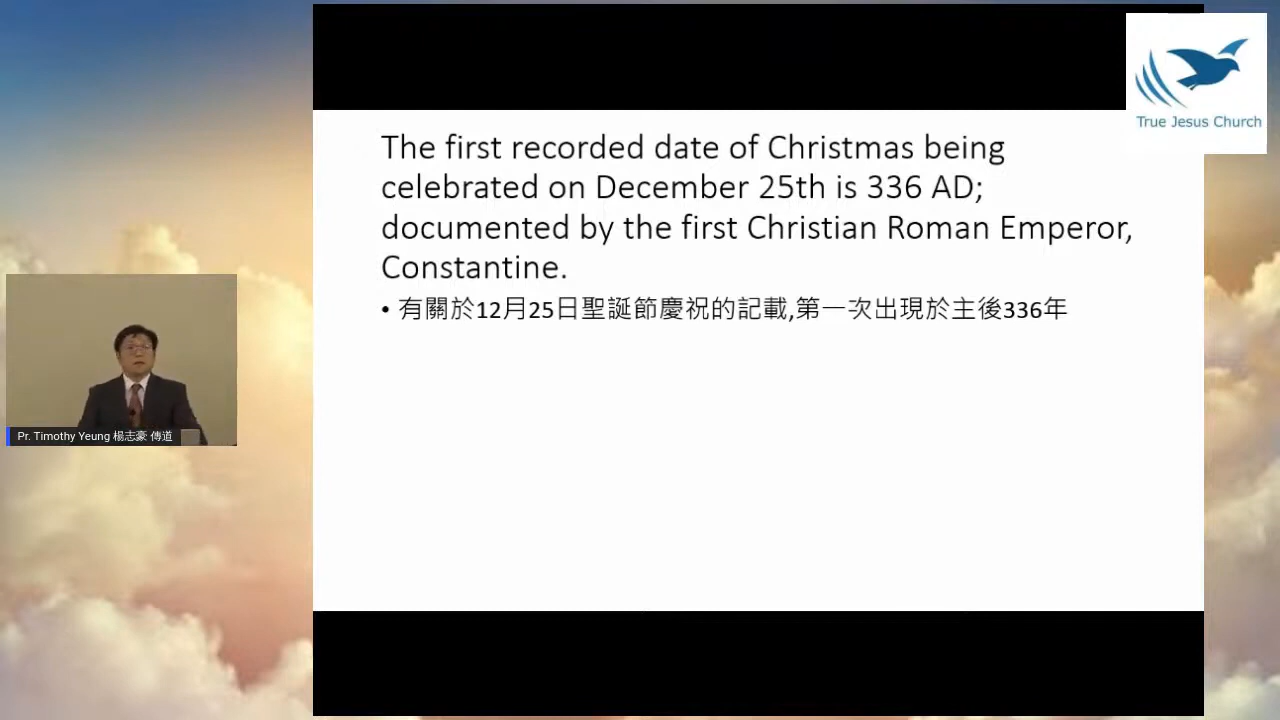 The first recorded date of Christmas being
celebrated on December 25th is 336 AD;
documented by the first Christian Roman Emperor,
Constantine.
• 有關於12月25日聖誕節慶祝的記載,第一次出現於主後336年
True Jesus Church
Pr. Timothy Yeung 楊志豪 傳道